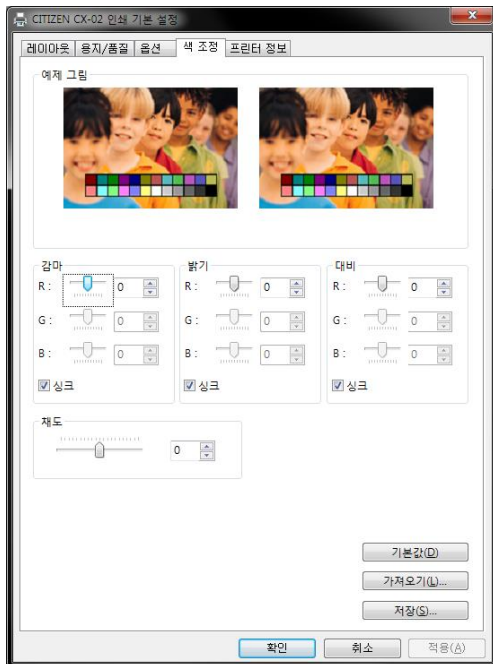 CITIZEN CX-02 인쇄 기본 설정
레이아웃 용지/품질 옵션 색 조정 프린터 정보
예제 그림
감마 밝기 대비
R : 0 R : 0 R : 0
G : 0 G : 0 G : 0
B : 0 B : 0 B : 0
싱크 싱크 싱크
채도
0
기본값(D)
가져오기(L)...
저장(S)...
확인 취소 적용(A)